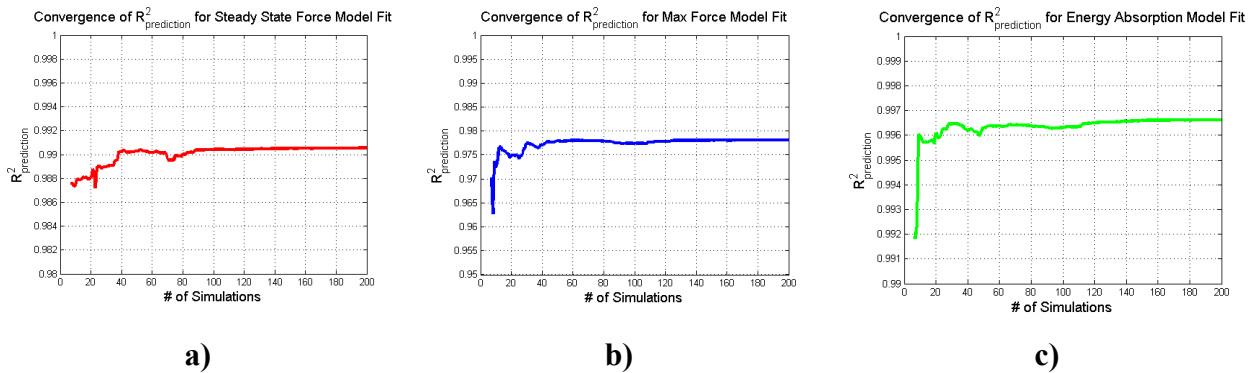 Convergence of R²prediction for Steady State Force Model Fit
1
0.998
0.996
0.994
0.992
0.99
0.988
0.986
0.984
0.982
0.98
R²prediction
0 20 40 60 80 100 120 140 160 180 200
# of Simulations
a)
Convergence of R²prediction for Max Force Model Fit
1
0.995
0.99
0.985
0.98
0.975
0.97
0.965
0.96
0.955
0.95
R²prediction
0 20 40 60 80 100 120 140 160 180 200
# of Simulations
b)
Convergence of R²prediction for Energy Absorption Model Fit
1
0.999
0.998
0.997
0.996
0.995
0.994
0.993
0.992
0.991
0.99
R²prediction
0 20 40 60 80 100 120 140 160 180 200
# of Simulations
c)